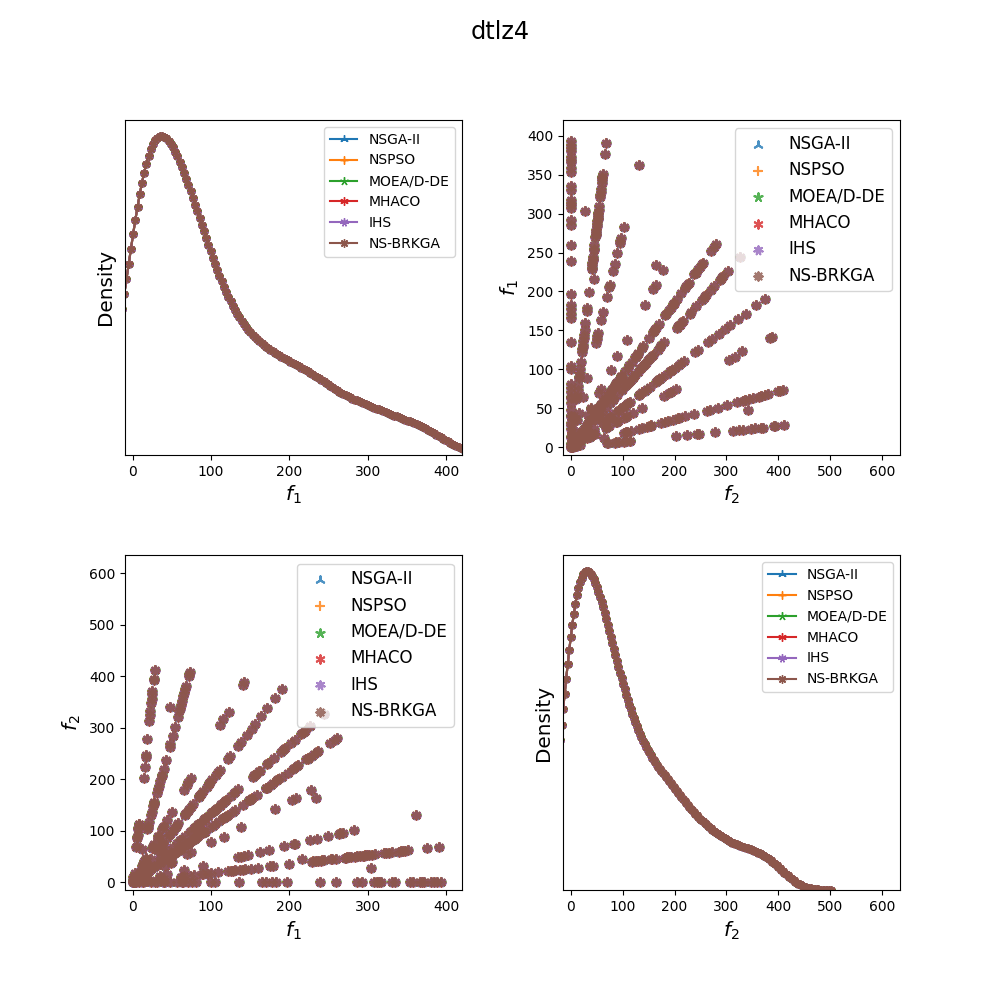 dtlz4
Density
NSGA-II
NSPSO
MOEA/D-DE
MHACO
IHS
NS-BRKGA
0 100 200 300 400
f1
f1
400
350
300
250
200
150
100
50
0
NSGA-II
NSPSO
MOEA/D-DE
MHACO
IHS
NS-BRKGA
0 100 200 300 400 500 600
f2
f2
600
500
400
300
200
100
0
NSGA-II
NSPSO
MOEA/D-DE
MHACO
IHS
NS-BRKGA
0 100 200 300 400
f1
Density
NSGA-II
NSPSO
MOEA/D-DE
MHACO
IHS
NS-BRKGA
0 100 200 300 400 500 600
f2